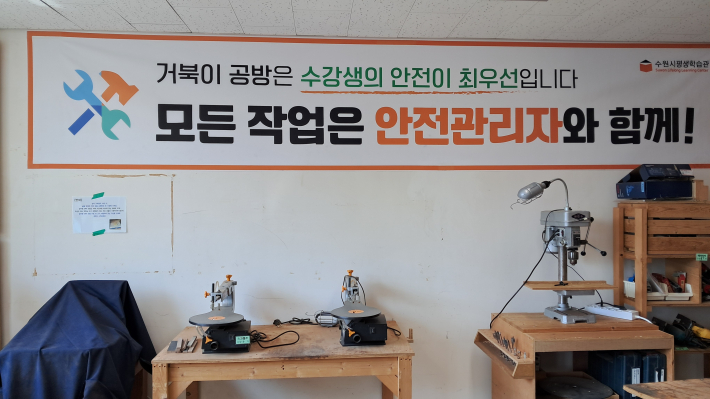 거북이 공방은 수강생의 안전이 최우선입니다
수원시평생학습관
모든 작업은 안전관리자와 함께!